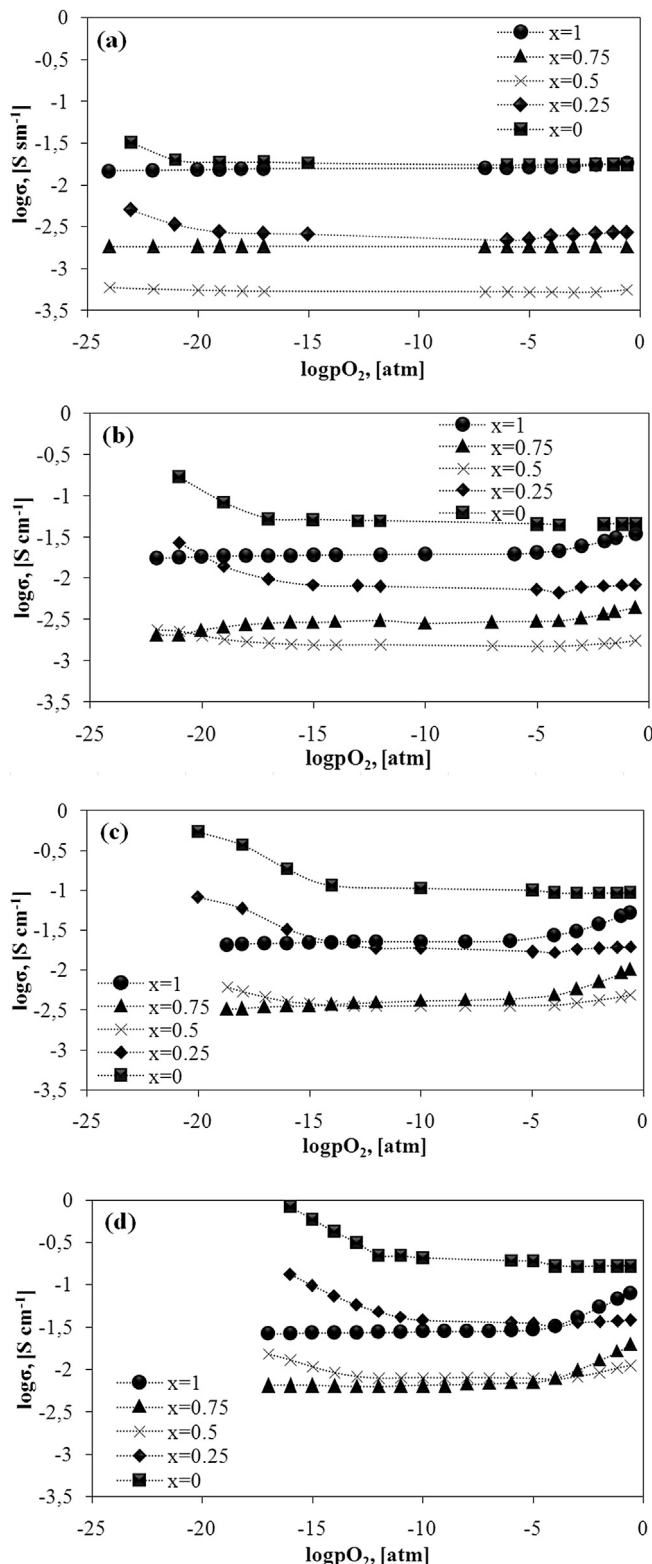 (a)
x=1
x=0.75
x=0.5
x=0.25
x=0
0
-0,5
-1
-1,5
-2
-2,5
-3
-3,5
logσ, [S sm⁻¹]
-25 -20 -15 -10 -5 0
logpO₂, [atm]
(b)
x=1
x=0.75
x=0.5
x=0.25
x=0
0
-0,5
-1
-1,5
-2
-2,5
-3
-3,5
logσ, [S cm⁻¹]
-25 -20 -15 -10 -5 0
logpO₂, [atm]
(c)
x=1
x=0.75
x=0.5
x=0.25
x=0
0
-0,5
-1
-1,5
-2
-2,5
-3
-3,5
logσ, [S cm⁻¹]
-25 -20 -15 -10 -5 0
logpO₂, [atm]
(d)
x=1
x=0.75
x=0.5
x=0.25
x=0
0
-0,5
-1
-1,5
-2
-2,5
-3
-3,5
logσ, [S cm⁻¹]
-25 -20 -15 -10 -5 0
logpO₂, [atm]